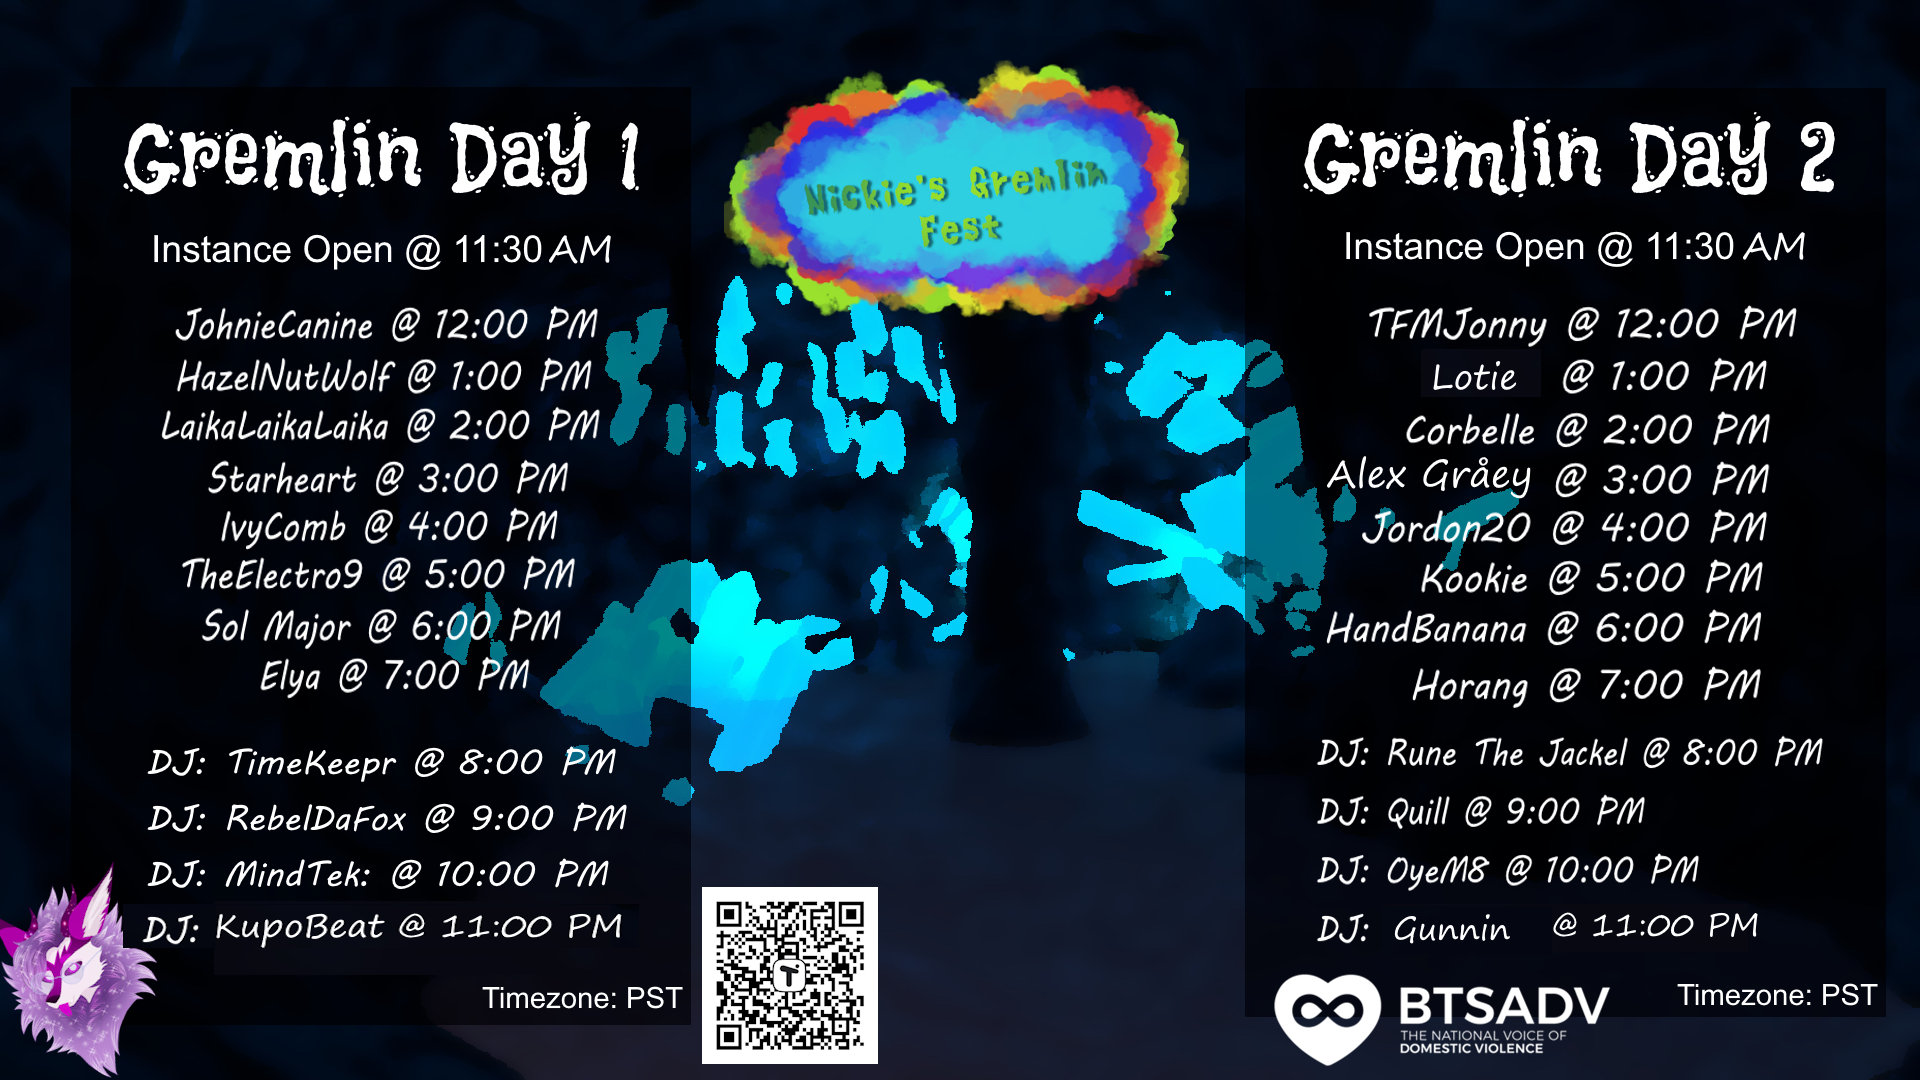 Nickie's Gremlin
Fest
Gremlin Day 1
Instance Open @ 11:30 AM
JohnieCanine @ 12:00 PM
HazelNutWolf @ 1:00 PM
LaikaLaikaLaika @ 2:00 PM
Starheart @ 3:00 PM
IvyComb @ 4:00 PM
TheElectro9 @ 5:00 PM
Sol Major @ 6:00 PM
Elya @ 7:00 PM
DJ: TimeKeepr @ 8:00 PM
DJ: RebelDaFox @ 9:00 PM
DJ: MindTek: @ 10:00 PM
DJ: KupoBeat @ 11:00 PM
Timezone: PST
T
Gremlin Day 2
Instance Open @ 11:30 AM
TFMJonny @ 12:00 PM
Lotie @ 1:00 PM
Corbelle @ 2:00 PM
Alex Gråey @ 3:00 PM
Jordon20 @ 4:00 PM
Kookie @ 5:00 PM
HandBanana @ 6:00 PM
Horang @ 7:00 PM
DJ: Rune The Jackel @ 8:00 PM
DJ: Quill @ 9:00 PM
DJ: OyeM8 @ 10:00 PM
DJ: Gunnin @ 11:00 PM
Timezone: PST
BTSADV
THE NATIONAL VOICE OF
DOMESTIC VIOLENCE